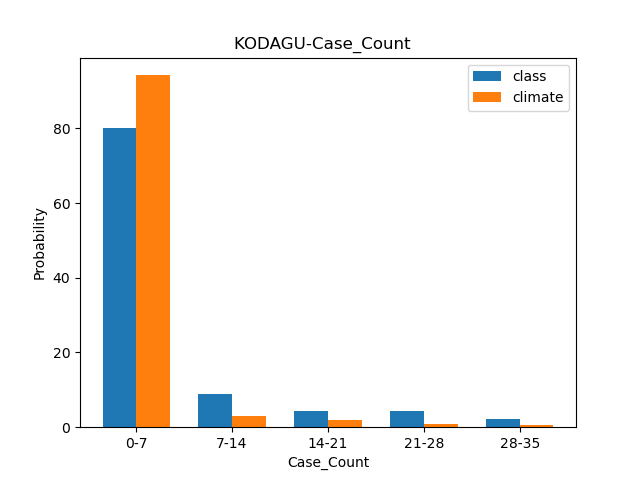 KODAGU-Case_Count
class
climate
Probability
80
60
40
20
0
0-7 7-14 14-21 21-28 28-35
Case_Count